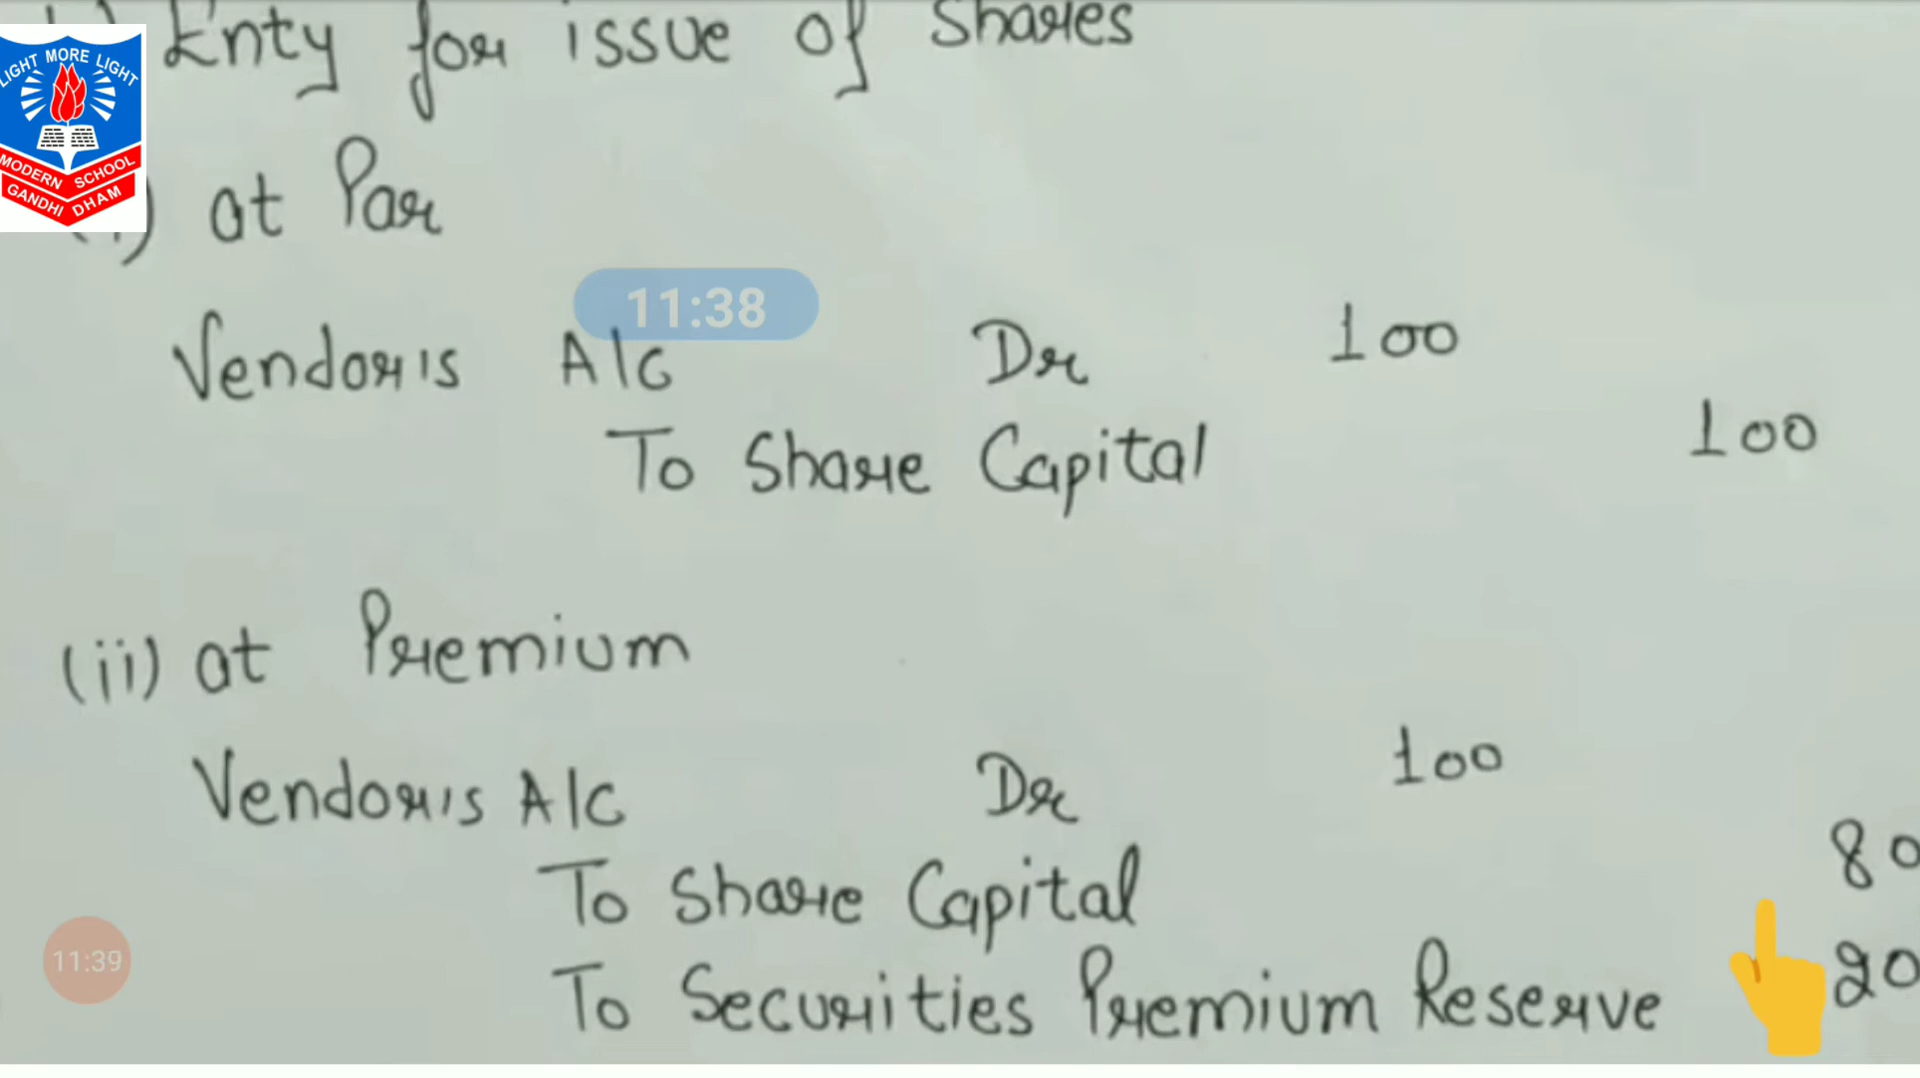 Enty for issue of Shares
LIGHT MORE LIGHT
MODERN SCHOOL
GANDHI DHAM
(i) at Par
11:38
Vendor's A/c Dr 100
To Share Capital 100
(ii) at Premium
Vendor's A/C Dr 100
To Share Capital 80
To Securities Premium Reserve 20
11:39